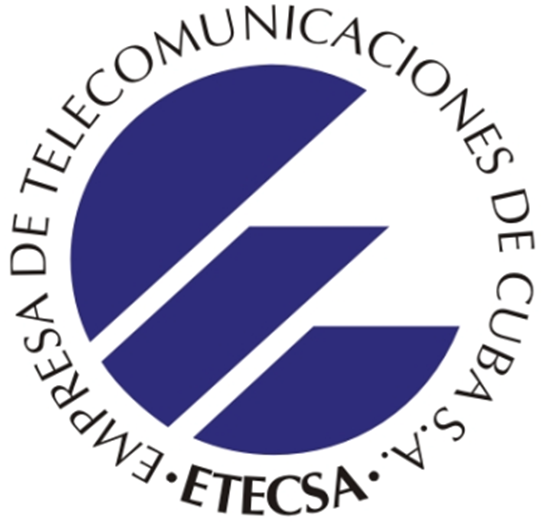 EMPRESA DE TELECOMUNICACIONES DE CUBA S.A.
·ETECSA·